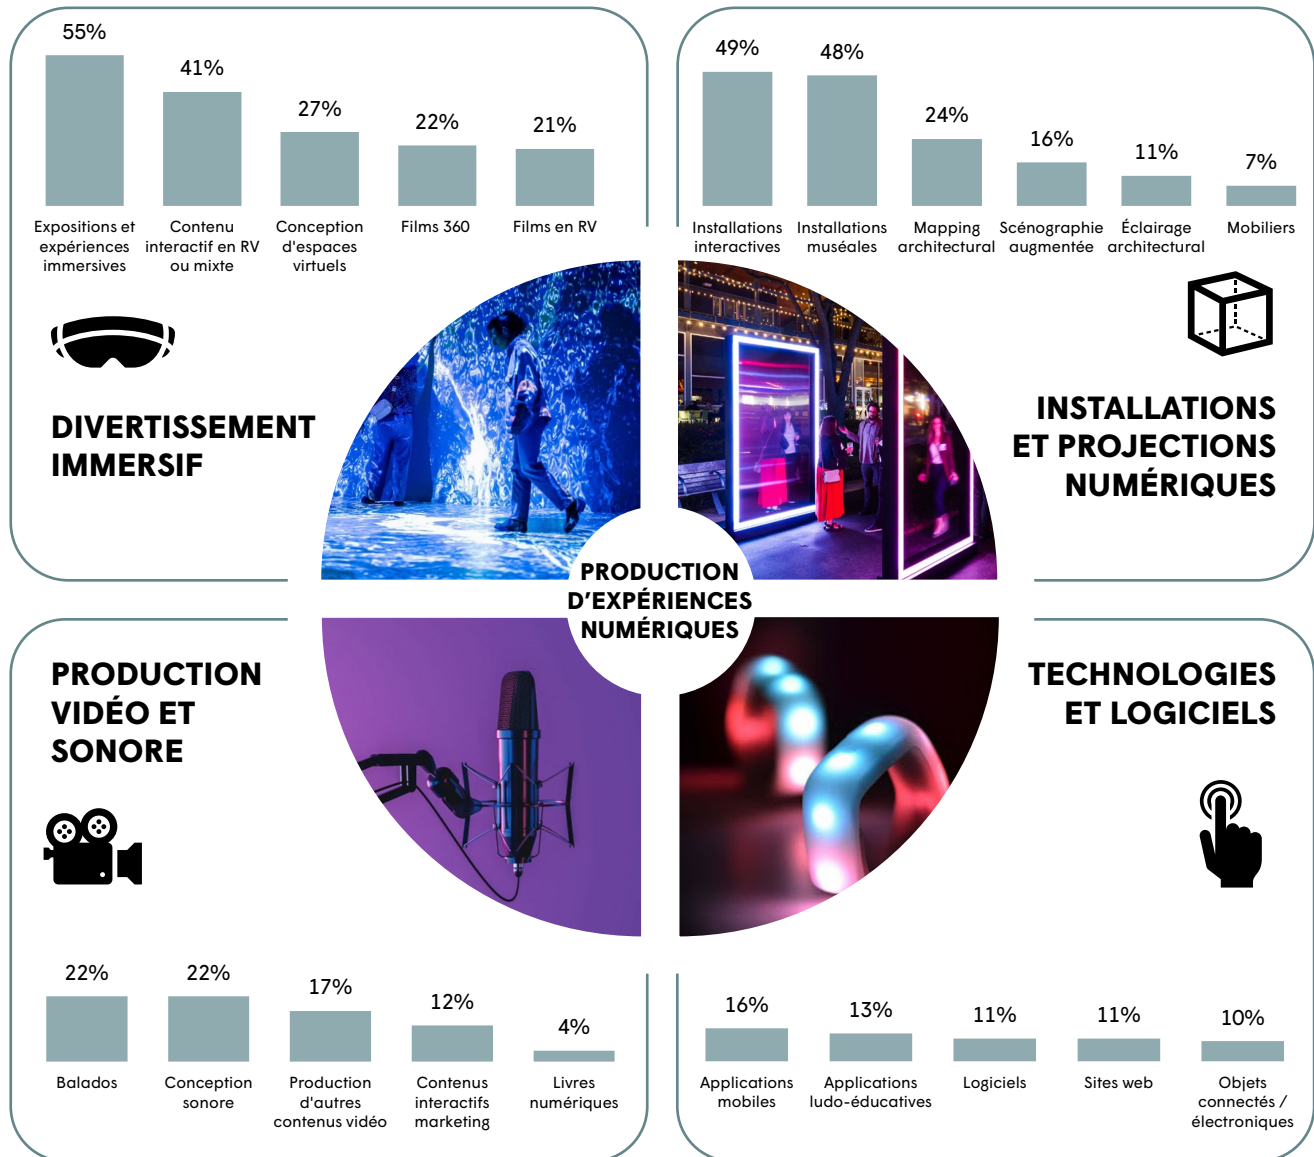 55%
41%
27%
22%
21%
Expositions et
expériences
immersives
Contenu
interactif en RV
ou mixte
Conception
d'espaces
virtuels
Films 360
Films en RV
DIVERTISSEMENT
IMMERSIF
49%
48%
24%
16%
11%
7%
Installations
interactives
Installations
muséales
Mapping
architectural
Scénographie
augmentée
Éclairage
architectural
Mobiliers
INSTALLATIONS
ET PROJECTIONS
NUMÉRIQUES
PRODUCTION
D’EXPÉRIENCES
NUMÉRIQUES
PRODUCTION
VIDÉO ET
SONORE
22%
22%
17%
12%
4%
Balados
Conception
sonore
Production
d'autres
contenus vidéo
Contenus
interactifs
marketing
Livres
numériques
TECHNOLOGIES
ET LOGICIELS
16%
13%
11%
11%
10%
Applications
mobiles
Applications
ludo-éducatives
Logiciels
Sites web
Objets
connectés /
électroniques